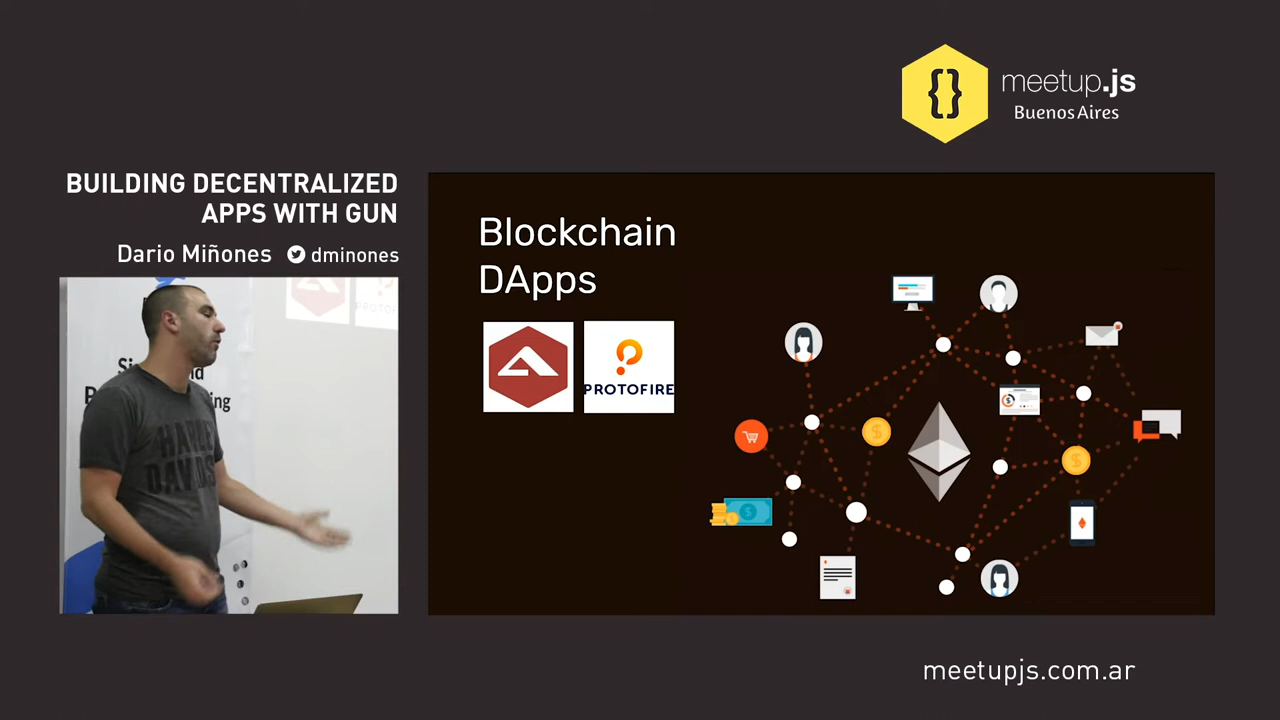 {}
meetup.js
Buenos Aires
BUILDING DECENTRALIZED
APPS WITH GUN
Dario Miñones
dminones
Blockchain
DApps
PROTOFIRE
meetupjs.com.ar